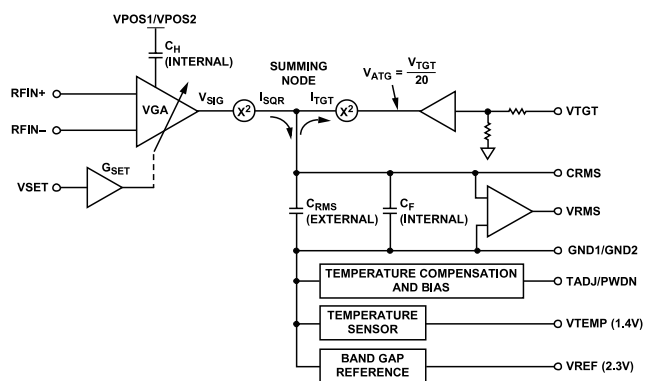 VPOS1/VPOS2
CH
(INTERNAL)
RFIN+
RFIN–
VGA
VSIG
X2
ISQR
SUMMING
NODE
ITGT
X2
VATG = VTGT
20
VTGT
GSET
VSET
CRMS
CRMS
(EXTERNAL)
CF
(INTERNAL)
VRMS
GND1/GND2
TEMPERATURE COMPENSATION
AND BIAS
TADJ/PWDN
TEMPERATURE
SENSOR
VTEMP (1.4V)
BAND GAP
REFERENCE
VREF (2.3V)